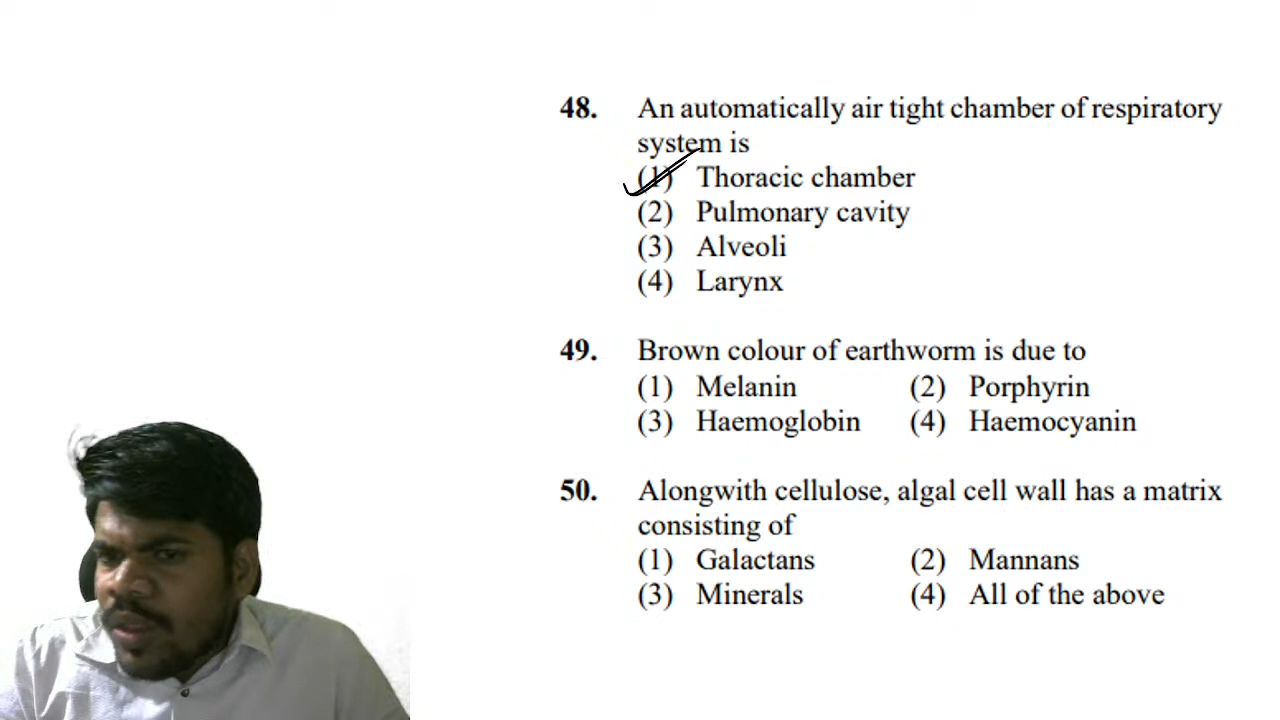 48. An automatically air tight chamber of respiratory
system is
(1) Thoracic chamber
(2) Pulmonary cavity
(3) Alveoli
(4) Larynx
49. Brown colour of earthworm is due to
(1) Melanin (2) Porphyrin
(3) Haemoglobin (4) Haemocyanin
50. Alongwith cellulose, algal cell wall has a matrix
consisting of
(1) Galactans (2) Mannans
(3) Minerals (4) All of the above